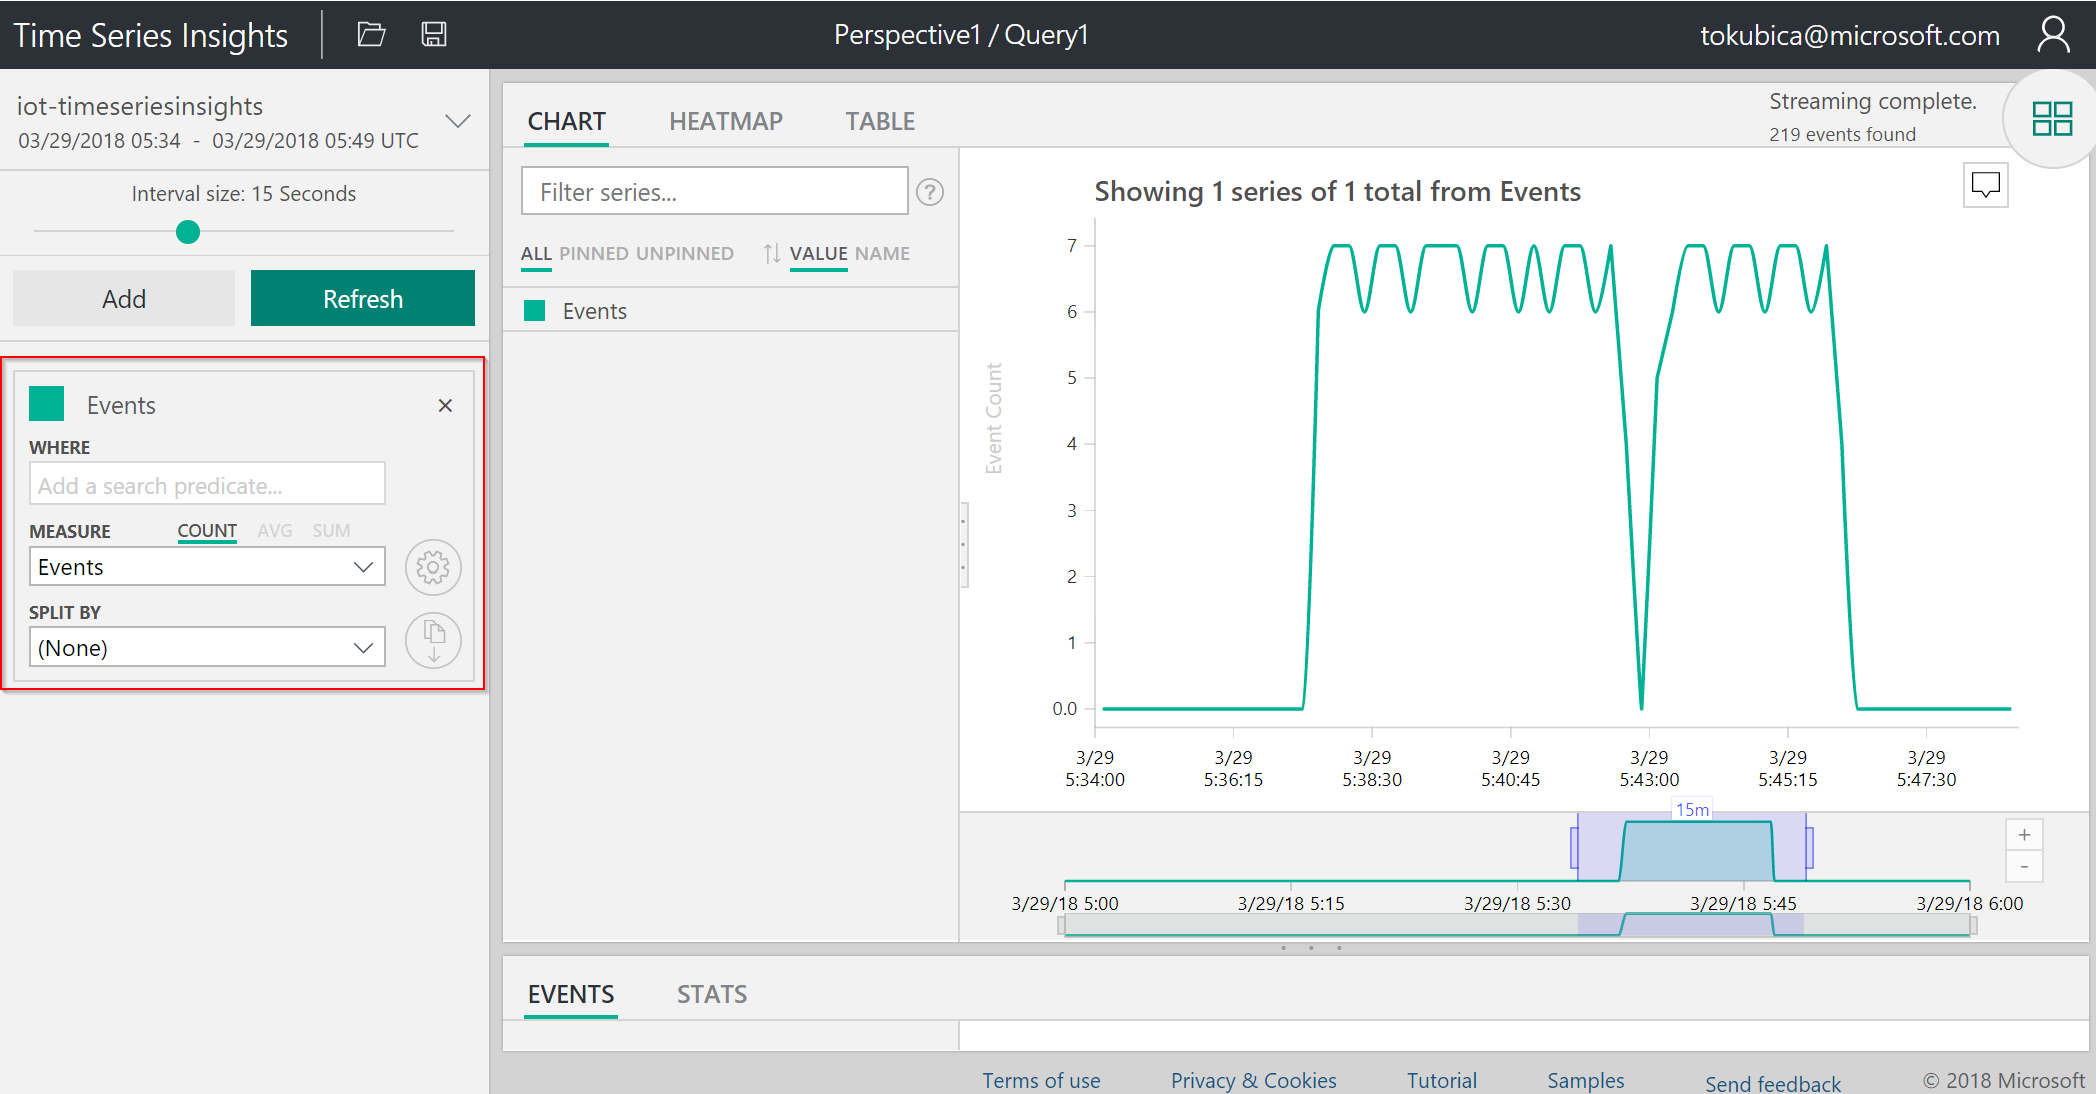 Time Series Insights
Perspective1 / Query1
tokubica@microsoft.com
iot-timeseriesinsights
03/29/2018 05:34 - 03/29/2018 05:49 UTC
Interval size: 15 Seconds
Add
Refresh
Events
WHERE
Add a search predicate...
MEASURE COUNT AVG SUM
Events
SPLIT BY
(None)
CHART HEATMAP TABLE
Streaming complete.
219 events found
Filter series...
?
ALL PINNED UNPINNED VALUE NAME
Events
Showing 1 series of 1 total from Events
Event Count
7
6
5
4
3
2
1
0.0
3/29 3/29 3/29 3/29 3/29 3/29 3/29
5:34:00 5:36:15 5:38:30 5:40:45 5:43:00 5:45:15 5:47:30
15m
+
-
3/29/18 5:00 3/29/18 5:15 3/29/18 5:30 3/29/18 5:45 3/29/18 6:00
EVENTS STATS
Terms of use Privacy & Cookies Tutorial Samples Send feedback © 2018 Microsoft